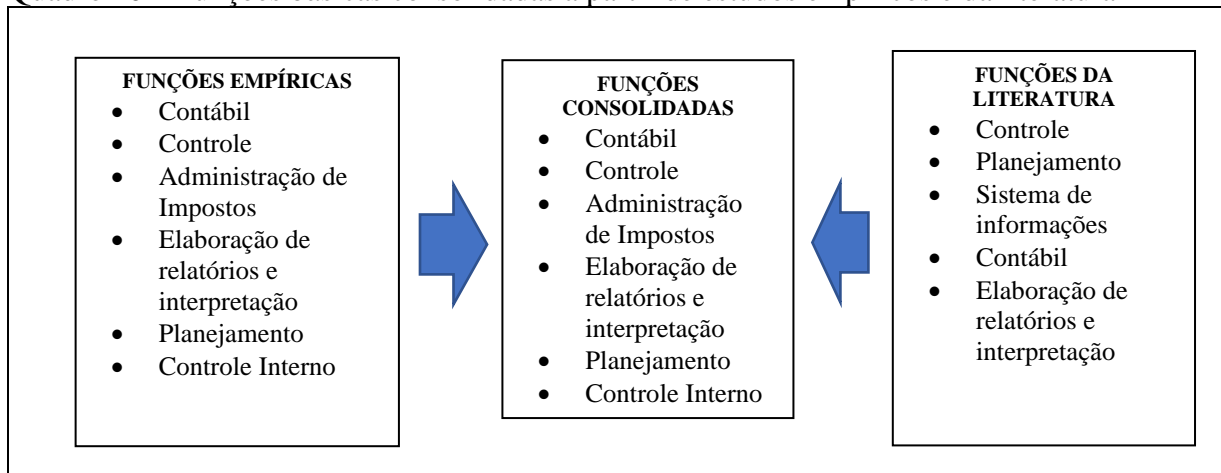 FUNÇÕES EMPÍRICAS
• Contábil
• Controle
• Administração de
Impostos
• Elaboração de
relatórios e
interpretação
• Planejamento
• Controle Interno
FUNÇÕES
CONSOLIDADAS
• Contábil
• Controle
• Administração
de Impostos
• Elaboração de
relatórios e
interpretação
• Planejamento
• Controle Interno
FUNÇÕES DA
LITERATURA
• Controle
• Planejamento
• Sistema de
informações
• Contábil
• Elaboração de
relatórios e
interpretação